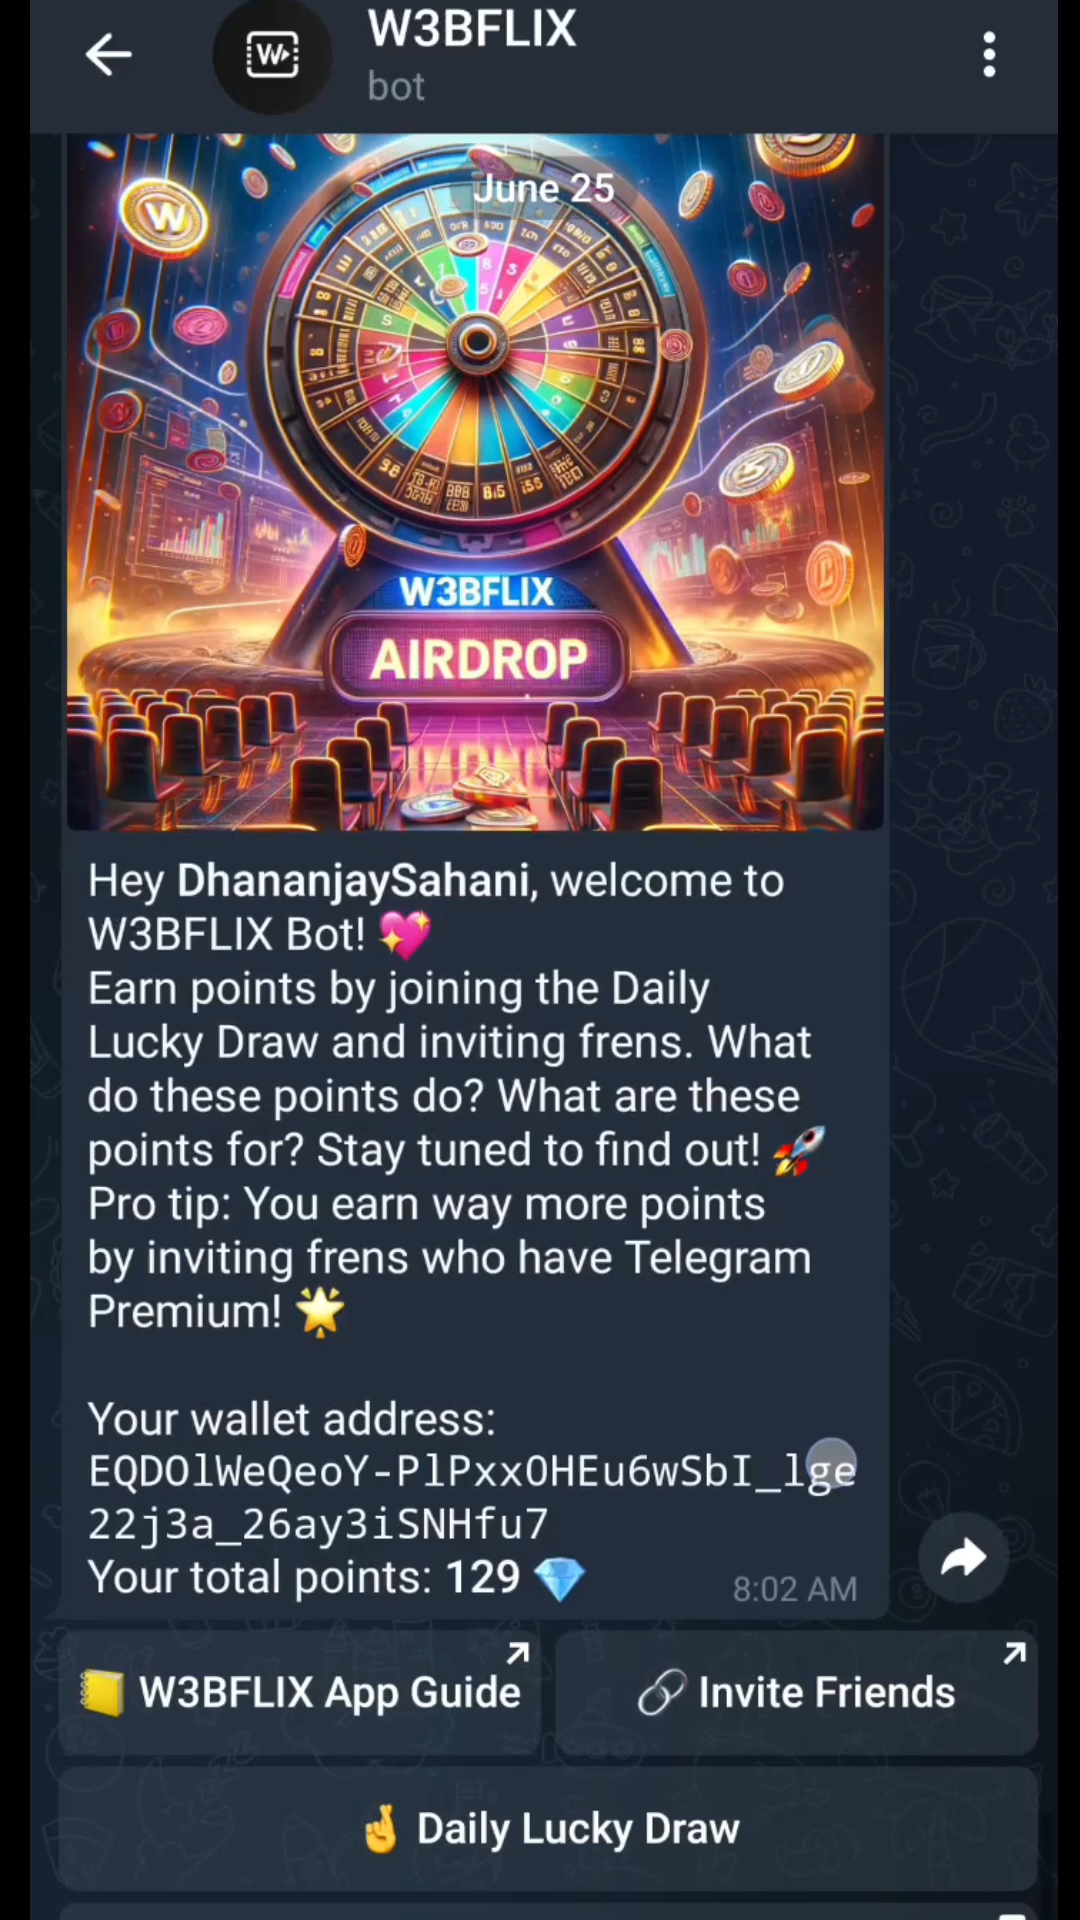 W3BFLIX
bot
June 25
W3BFLIX
AIRDROP
Hey DhananjaySahani, welcome to
W3BFLIX Bot! 💖
Earn points by joining the Daily
Lucky Draw and inviting frens. What
do these points do? What are these
points for? Stay tuned to find out! 🚀
Pro tip: You earn way more points
by inviting frens who have Telegram
Premium! 🌟
Your wallet address:
EQDOlWeQeoY-PlPxxOHEu6wSbI_lge
22j3a_26ay3iSNHfu7
Your total points: 129 💎
8:02 AM
📒 W3BFLIX App Guide
🔗 Invite Friends
🤞 Daily Lucky Draw